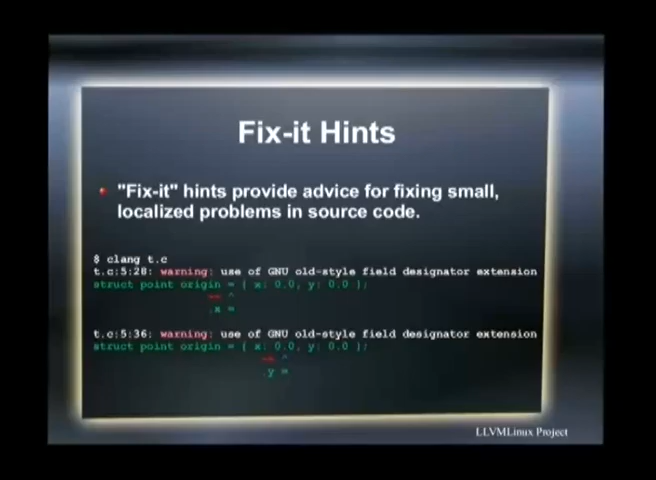 Fix-it Hints
"Fix-it" hints provide advice for fixing small,
localized problems in source code.
$ clang t.c
t.c:5:28: warning: use of GNU old-style field designator extension
struct point origin = { x: 0.0, y: 0.0 };
~~ ^
.x =
t.c:5:36: warning: use of GNU old-style field designator extension
struct point origin = { x: 0.0, y: 0.0 };
~~ ^
.y =
LLVMLinux Project